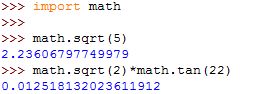 >>> import math
>>>
>>> math.sqrt(5)
2.23606797749979
>>> math.sqrt(2)*math.tan(22)
0.012518132023611912